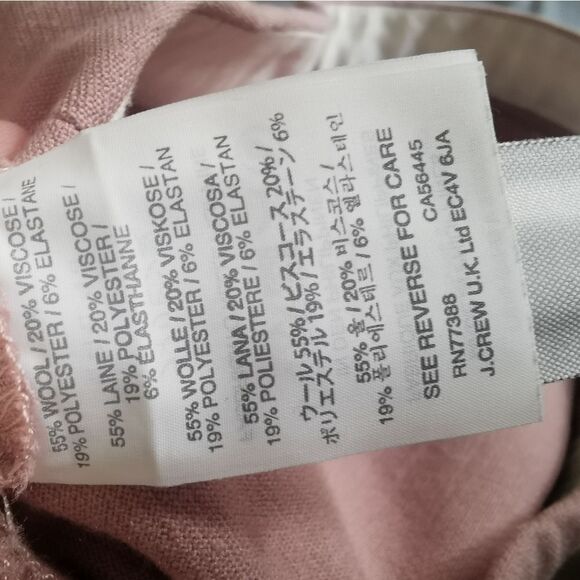 55% WOOL / 20% VISCOSE /
19% POLYESTER / 6% ELASTANE
55% LAINE / 20% VISCOSE /
19% POLYESTER /
6% ÉLASTHANNE
55% WOLLE / 20% VISKOSE /
19% POLYESTER / 6% ELASTAN
55% LANA / 20% VISCOSA /
19% POLIESTERE / 6% ELASTAN
ウール 55% / ビスコース 20% /
ポリエステル 19% / エラステーン 6%
55% 울 / 20% 비스코스 /
19% 폴리에스테르 / 6% 엘라스테인
SEE REVERSE FOR CARE
CA56445
RN77388
J.CREW U.K. Ltd EC4V 6JA